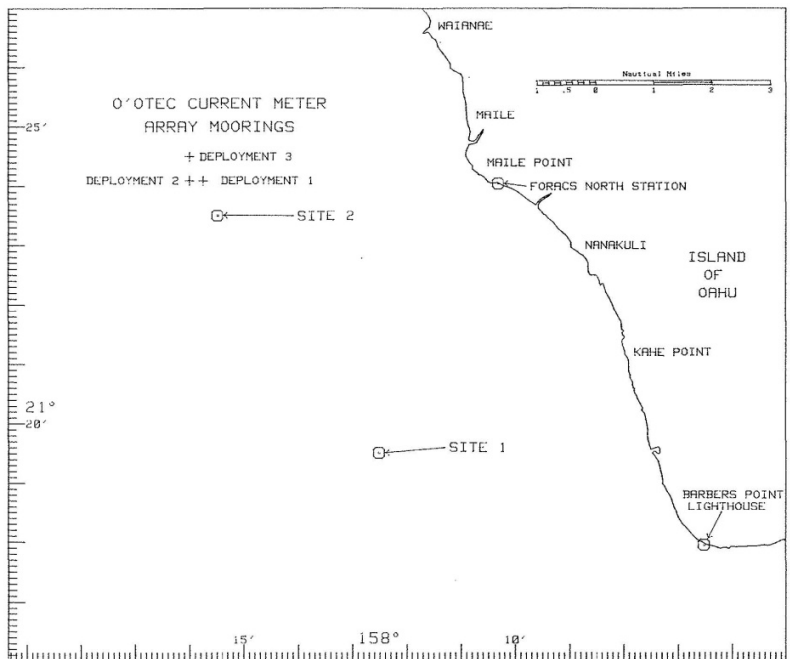 WAIANAE
Nautual Miles
1 .5 0 1 2 3
O'OTEC CURRENT METER
ARRAY MOORINGS
25'
MAILE
+ DEPLOYMENT 3
MAILE POINT
DEPLOYMENT 2 ++ DEPLOYMENT 1
FORACS NORTH STATION
SITE 2
NANAKULI
ISLAND
OF
OAHU
KAHE POINT
21°
20'
SITE 1
BARBERS POINT
LIGHTHOUSE
15' 158° 10'